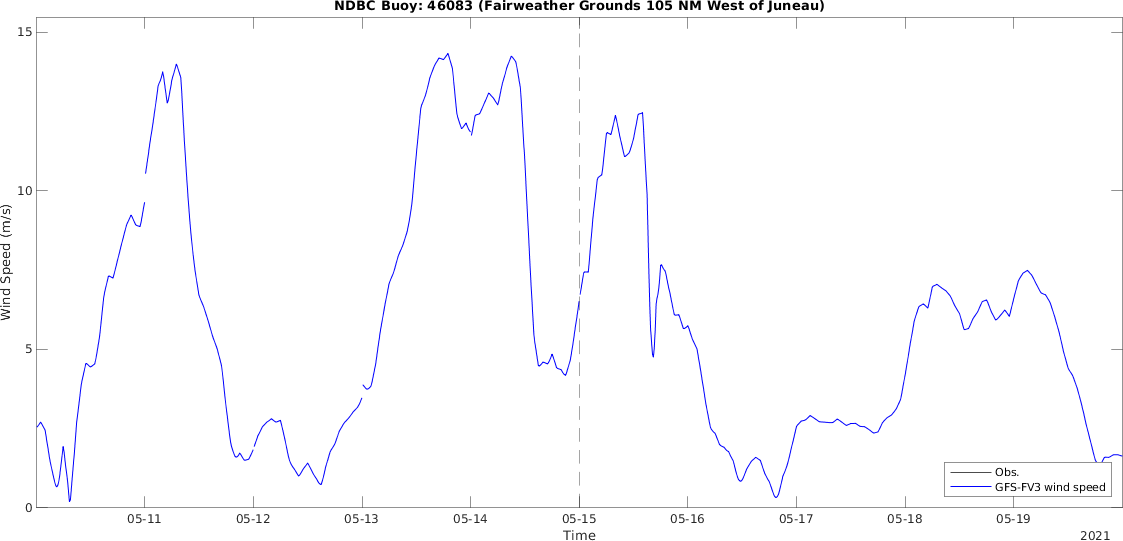 NDBC Buoy: 46083 (Fairweather Grounds 105 NM West of Juneau)
15
10
5
0
Wind Speed (m/s)
05-11 05-12 05-13 05-14 05-15 05-16 05-17 05-18 05-19
Time
2021
Obs.
GFS-FV3 wind speed